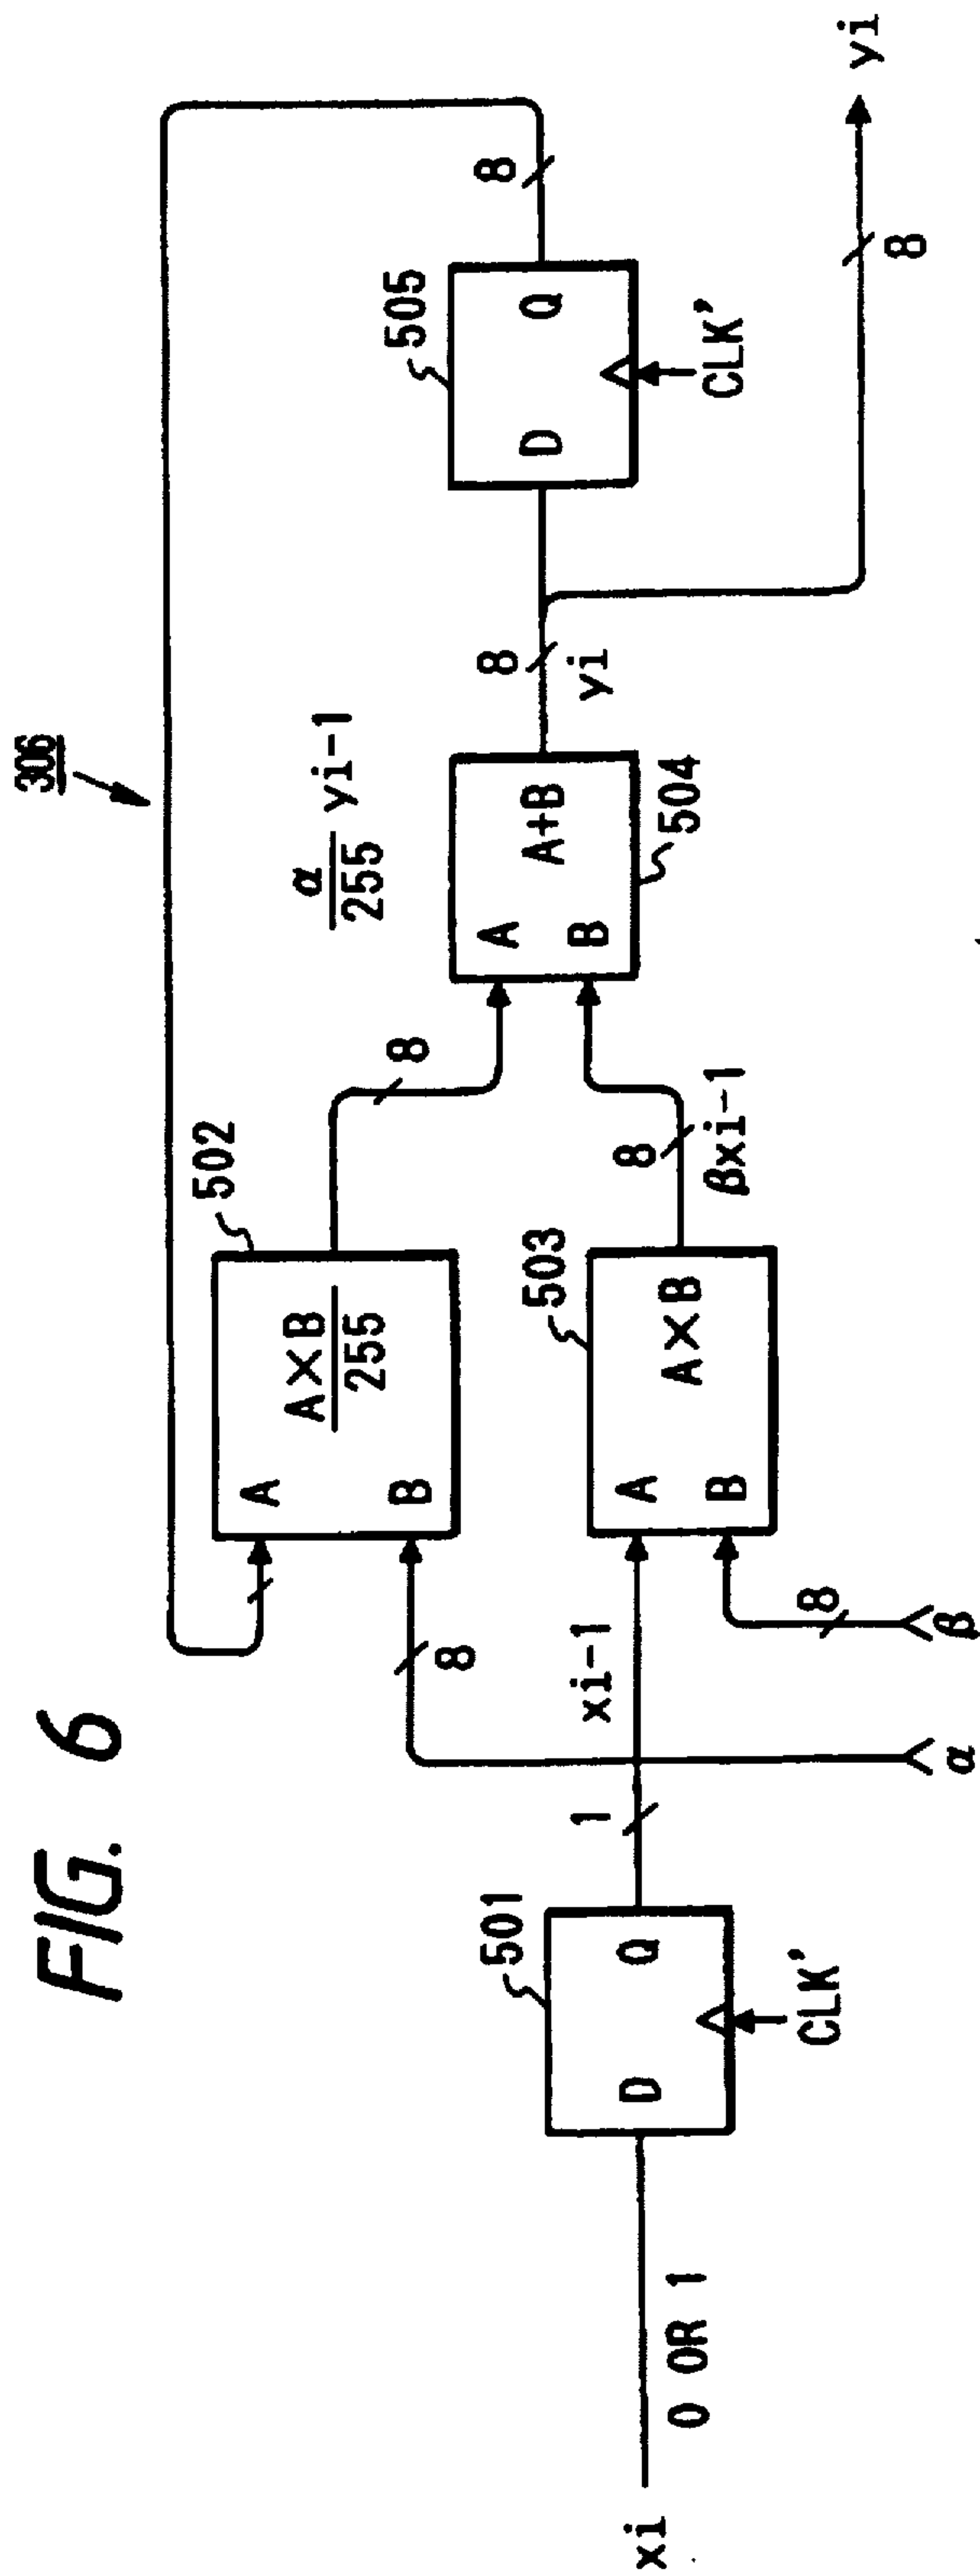 FIG. 6
306
xi
0 OR 1
501
D
Q
CLK'
1
xi-1
α
8
β
8
502
A
B
A×B
255
503
A
B
A×B
8
8
βxi-1
α
255
yi-1
A
B
A+B
504
8
yi
505
D
Q
CLK'
8
8
yi